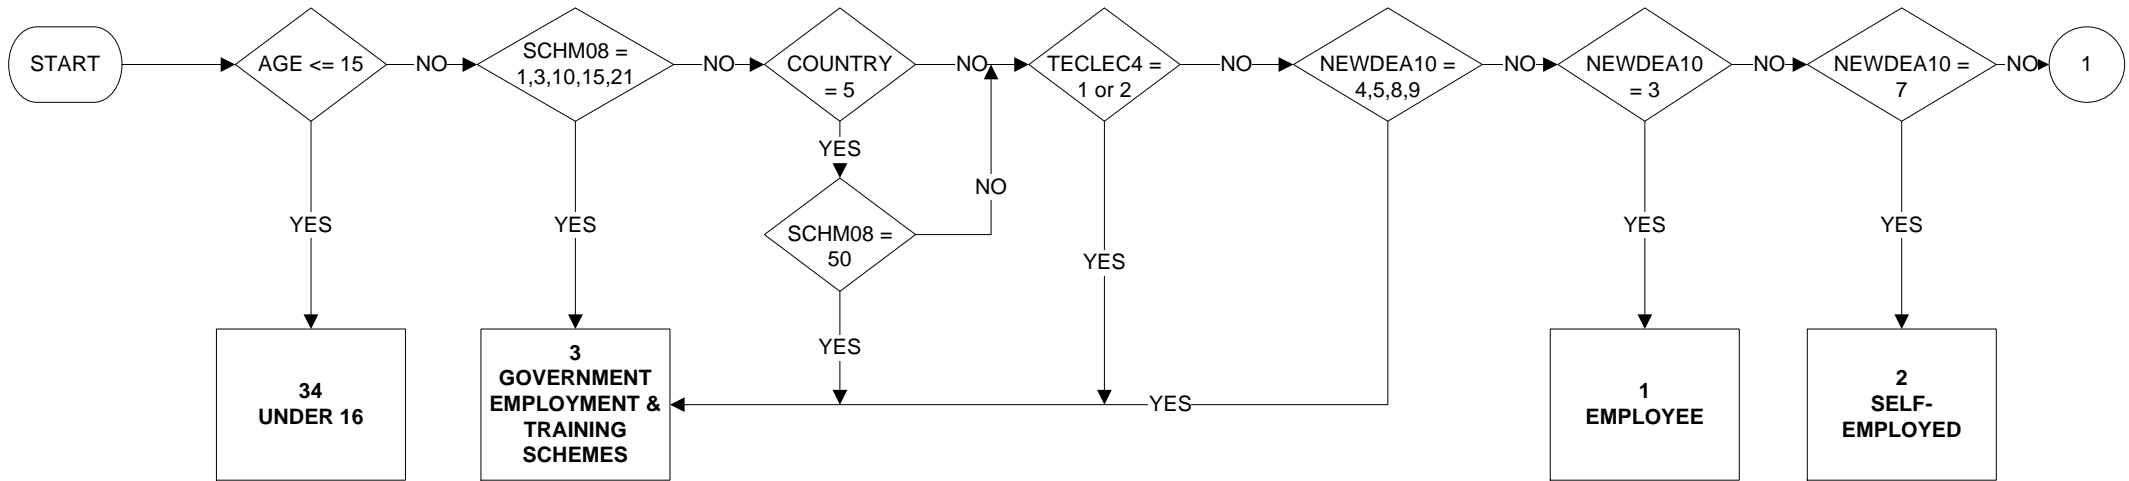 START
AGE <= 15
NO
SCHM08 =
1,3,10,15,21
NO
COUNTRY
= 5
NO
TECLEC4 =
1 or 2
NO
NEWDEA10 =
4,5,8,9
NO
NEWDEA10
= 3
NO
NEWDEA10 =
7
NO
1
YES
NO
YES
YES
SCHM08 =
50
YES
YES
YES
YES
YES
34
UNDER 16
3
GOVERNMENT
EMPLOYMENT &
TRAINING
SCHEMES
YES
1
EMPLOYEE
2
SELF-
EMPLOYED